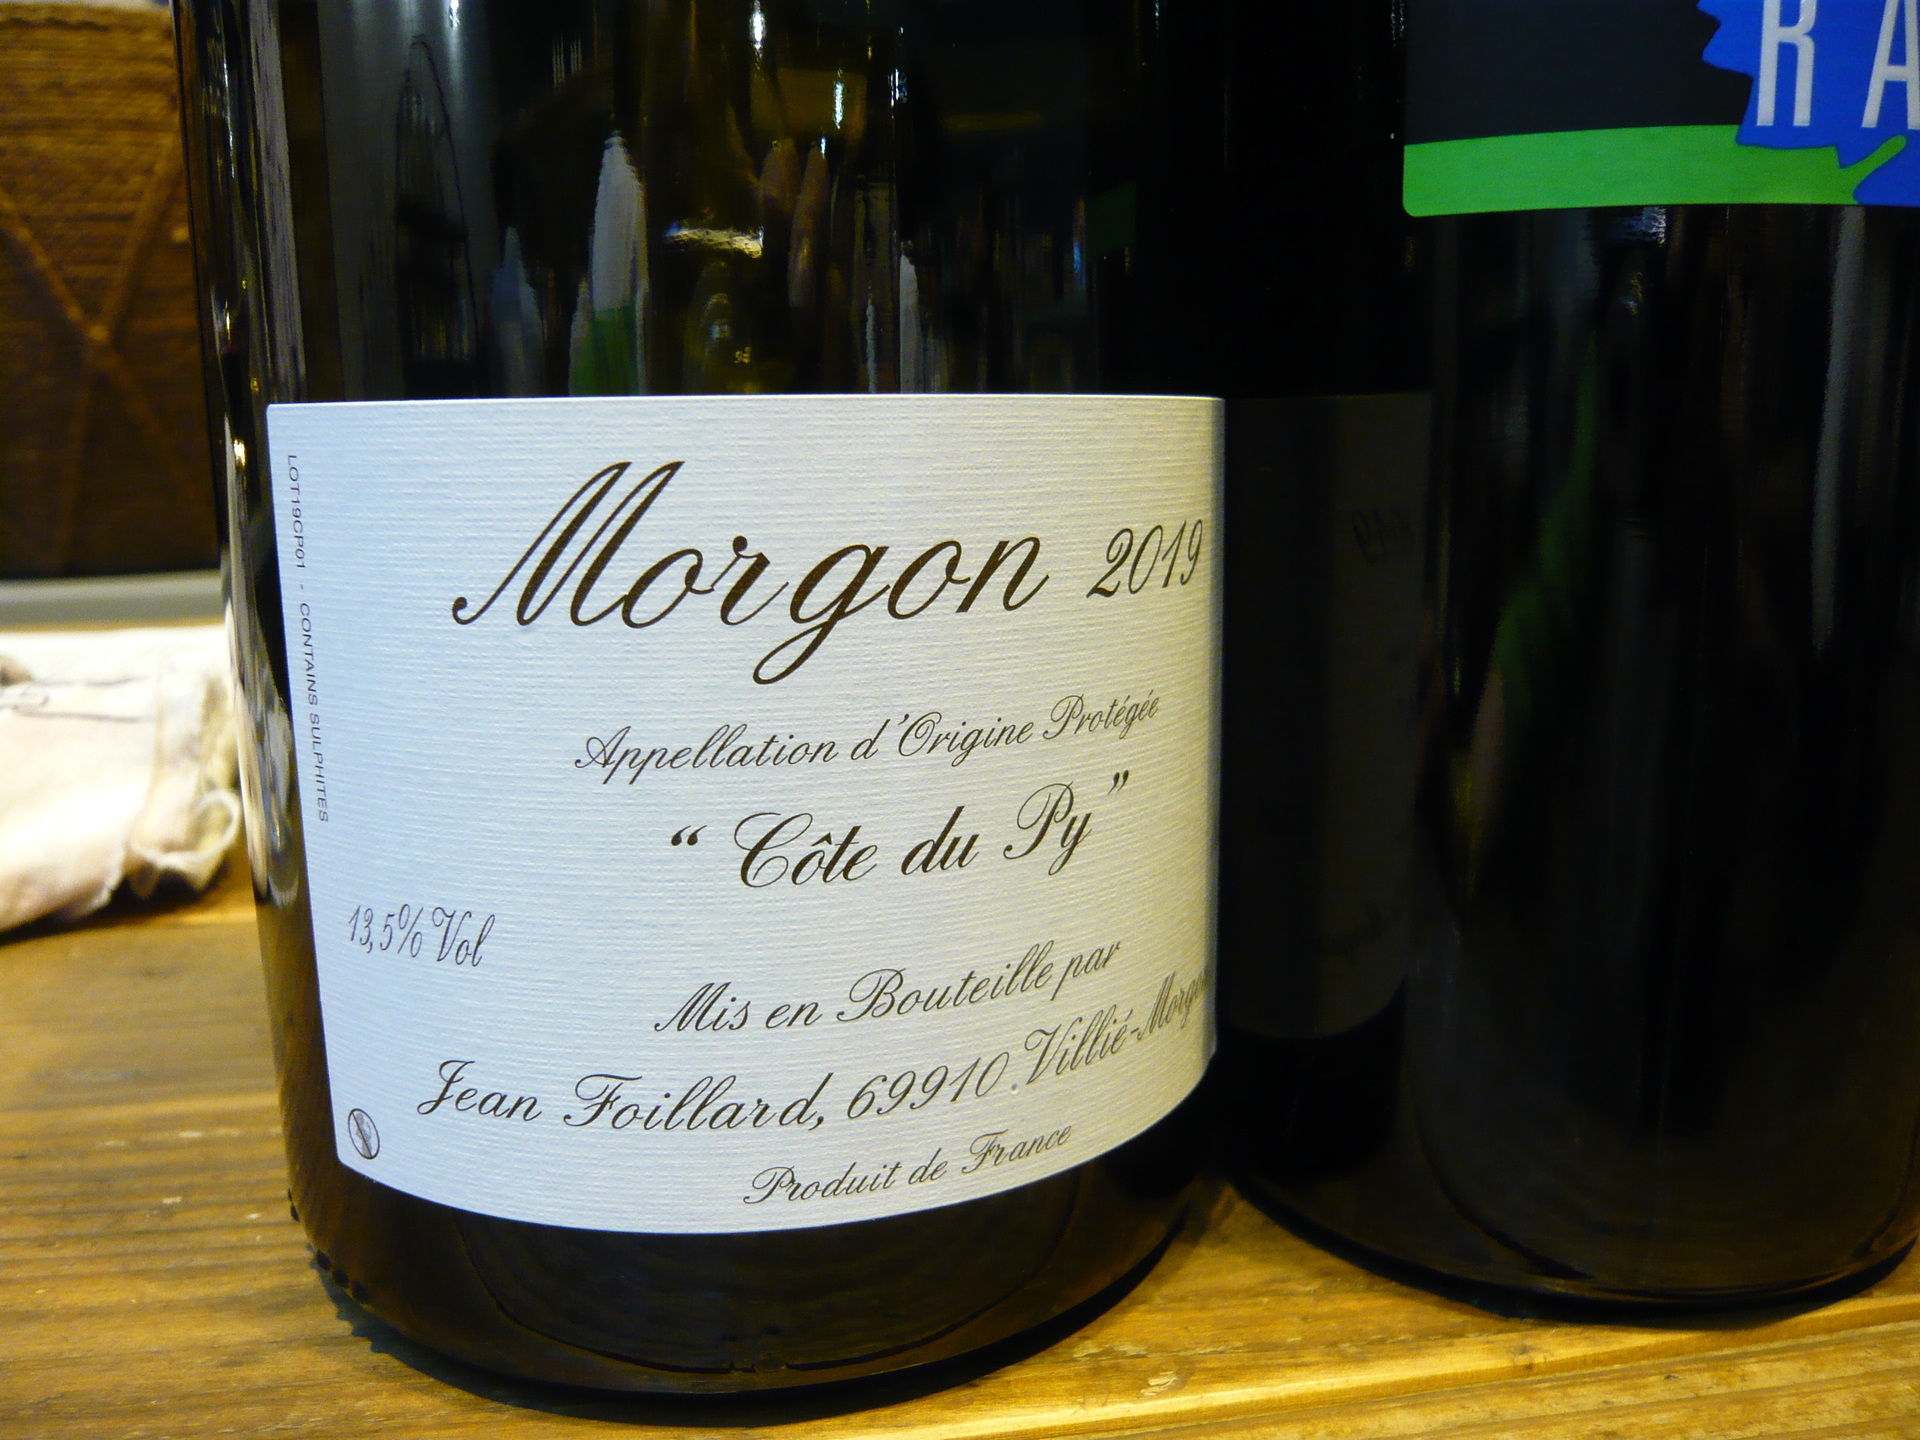 Morgon 2019
Appellation d'Origine Protégée
“ Côte du Py ”
13,5% Vol
Mis en Bouteille par
Jean Foillard, 69910 Villié-Morgon
Produit de France
LOT19CP01 - CONTAINS SULPHITES
RA